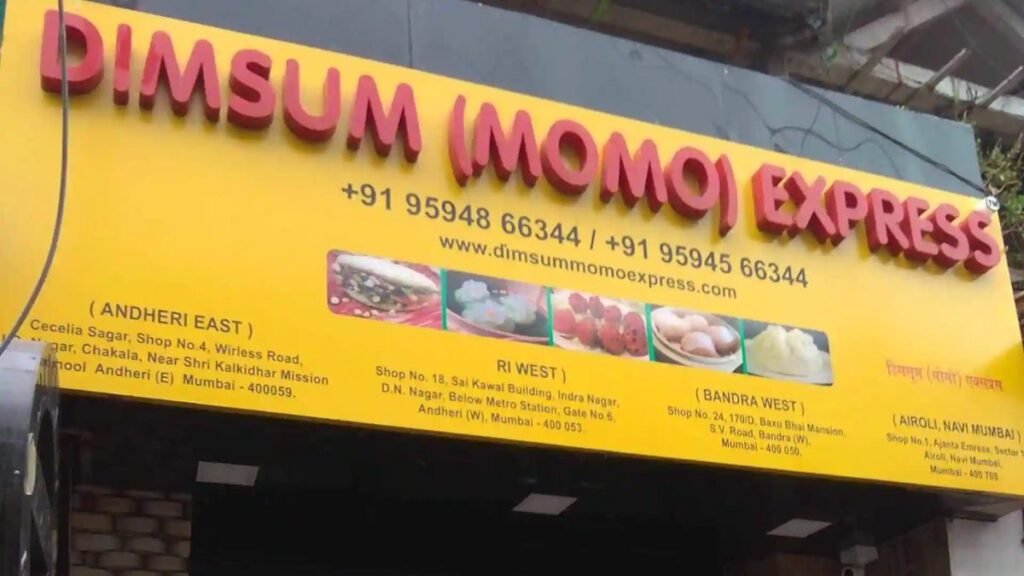 DIMSUM (MOMO) EXPRESS
+91 95948 66344 / +91 95945 66344
www.dimsummomoexpress.com
( ANDHERI EAST )
Cecelia Sagar, Shop No.4, Wirless Road,
Nagar, Chakala, Near Shri Kalkidhar Mission
Andheri (E) Mumbai - 400059.
RI WEST )
Shop No. 18, Sai Kawal Building, Indra Nagar,
D.N. Nagar, Below Metro Station, Gate No 6,
Andheri (W), Mumbai - 400 053.
( BANDRA WEST )
Shop No. 24, 170/D, Baxu Bhai Mansion,
S.V. Road, Bandra (W),
Mumbai - 400 050.
डिमसूम (मोमो) एक्सप्रेस
( AIROLI, NAVI MUMBAI )
Shop No.1, Ajanta Emress, Sector 1
Airoli, Navi Mumbai,
Mumbai - 400 708